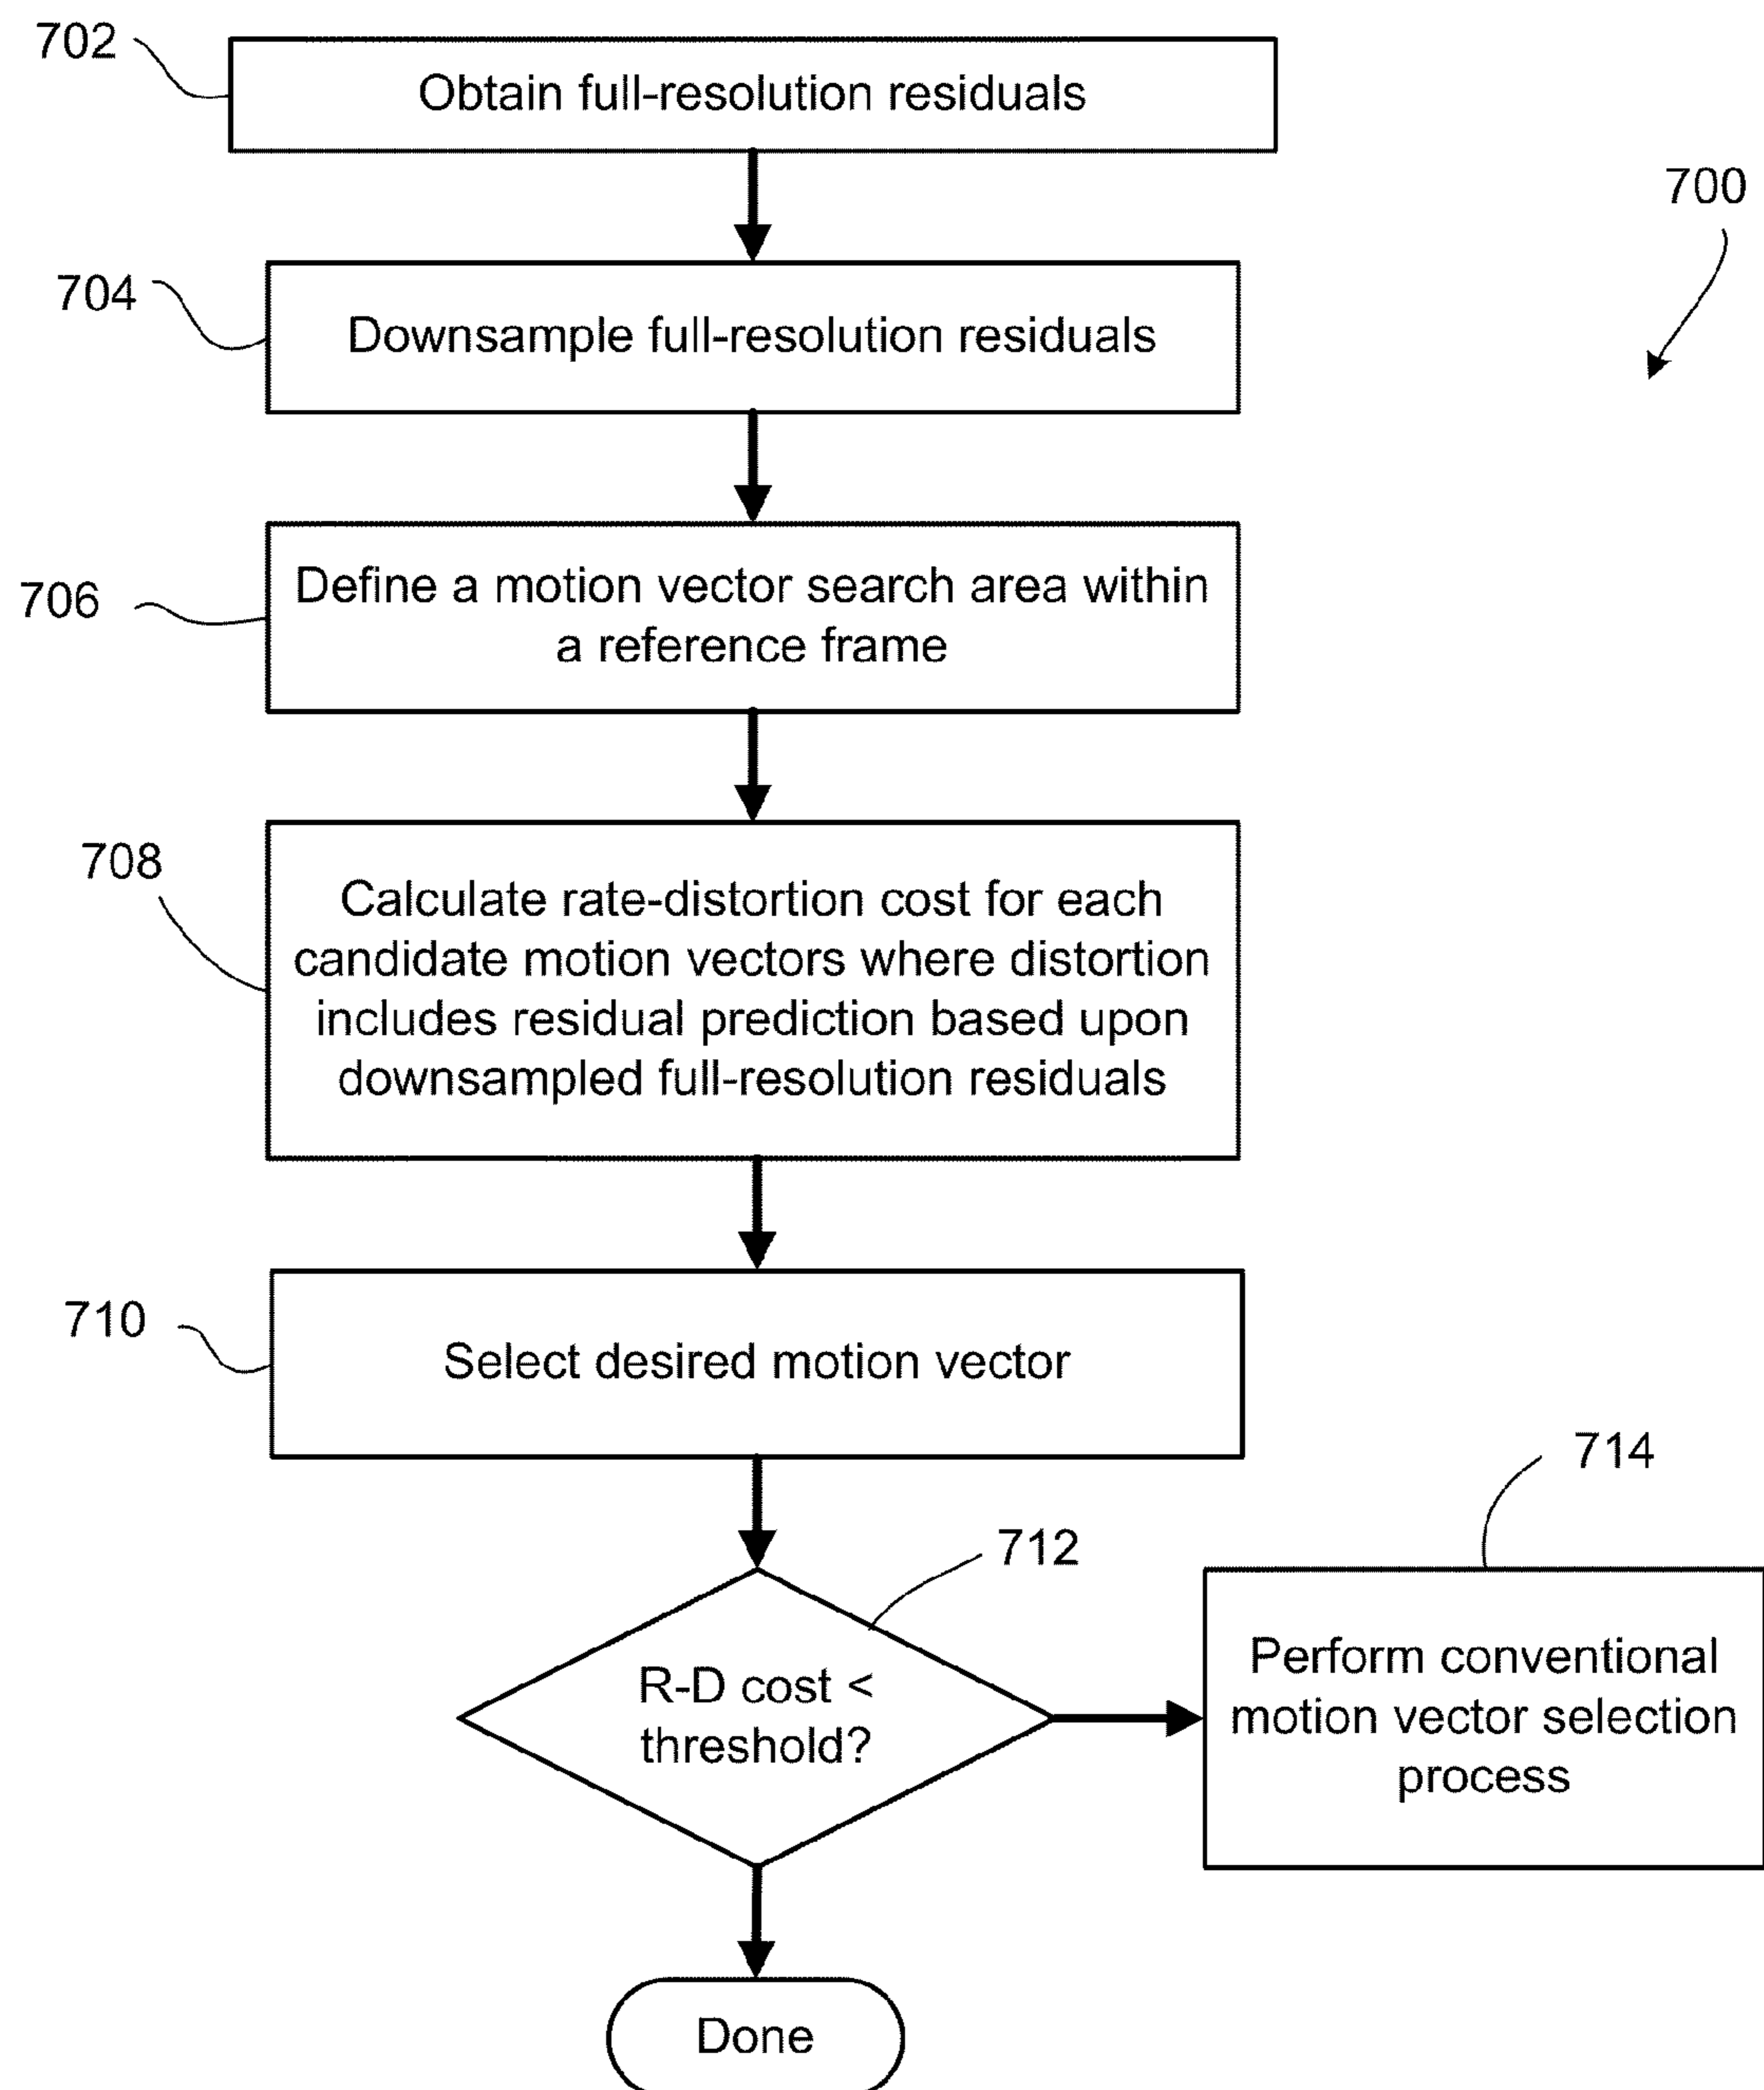 702
Obtain full-resolution residuals
700
704
Downsample full-resolution residuals
706
Define a motion vector search area within
a reference frame
708
Calculate rate-distortion cost for each
candidate motion vectors where distortion
includes residual prediction based upon
downsampled full-resolution residuals
710
Select desired motion vector
714
712
R-D cost <
threshold?
Perform conventional
motion vector selection
process
Done